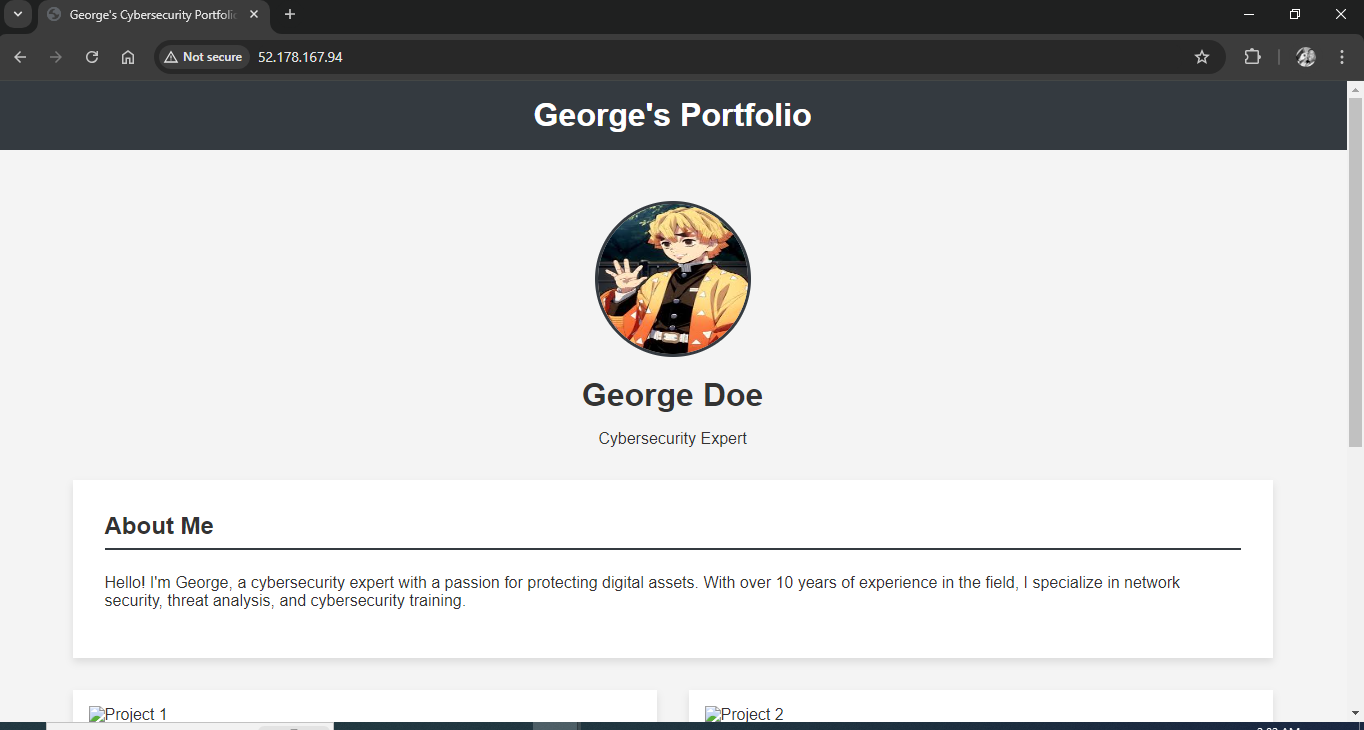 George's Cybersecurity Portfolio
Not secure
52.178.167.94
George's Portfolio
George Doe
Cybersecurity Expert
About Me
Hello! I'm George, a cybersecurity expert with a passion for protecting digital assets. With over 10 years of experience in the field, I specialize in network
security, threat analysis, and cybersecurity training.
Project 1
Project 2